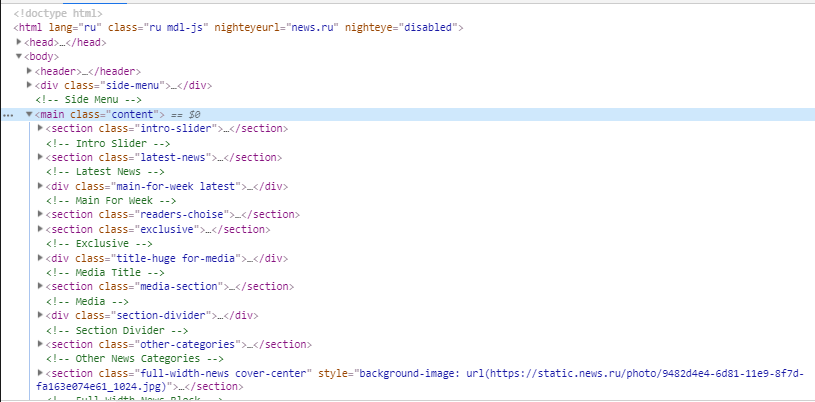 <!doctype html>
<html lang="ru" class="ru mdl-js" nighteyeurl="news.ru" nighteye="disabled">
<head>…</head>
<body>
<header>…</header>
<div class="side-menu">…</div>
<!-- Side Menu -->
<main class="content"> == $0
<section class="intro-slider">…</section>
<!-- Intro Slider -->
<section class="latest-news">…</section>
<!-- Latest News -->
<div class="main-for-week latest">…</div>
<!-- Main For Week -->
<section class="readers-choise">…</section>
<section class="exclusive">…</section>
<!-- Exclusive -->
<div class="title-huge for-media">…</div>
<!-- Media Title -->
<section class="media-section">…</section>
<!-- Media -->
<div class="section-divider">…</div>
<!-- Section Divider -->
<section class="other-categories">…</section>
<!-- Other News Categories -->
<section class="full-width-news cover-center" style="background-image: url(https://static.news.ru/photo/9482d4e4-6d81-11e9-8f7d-
fa163e074e61_1024.jpg)">…</section>
<!-- Full Width News Block -->